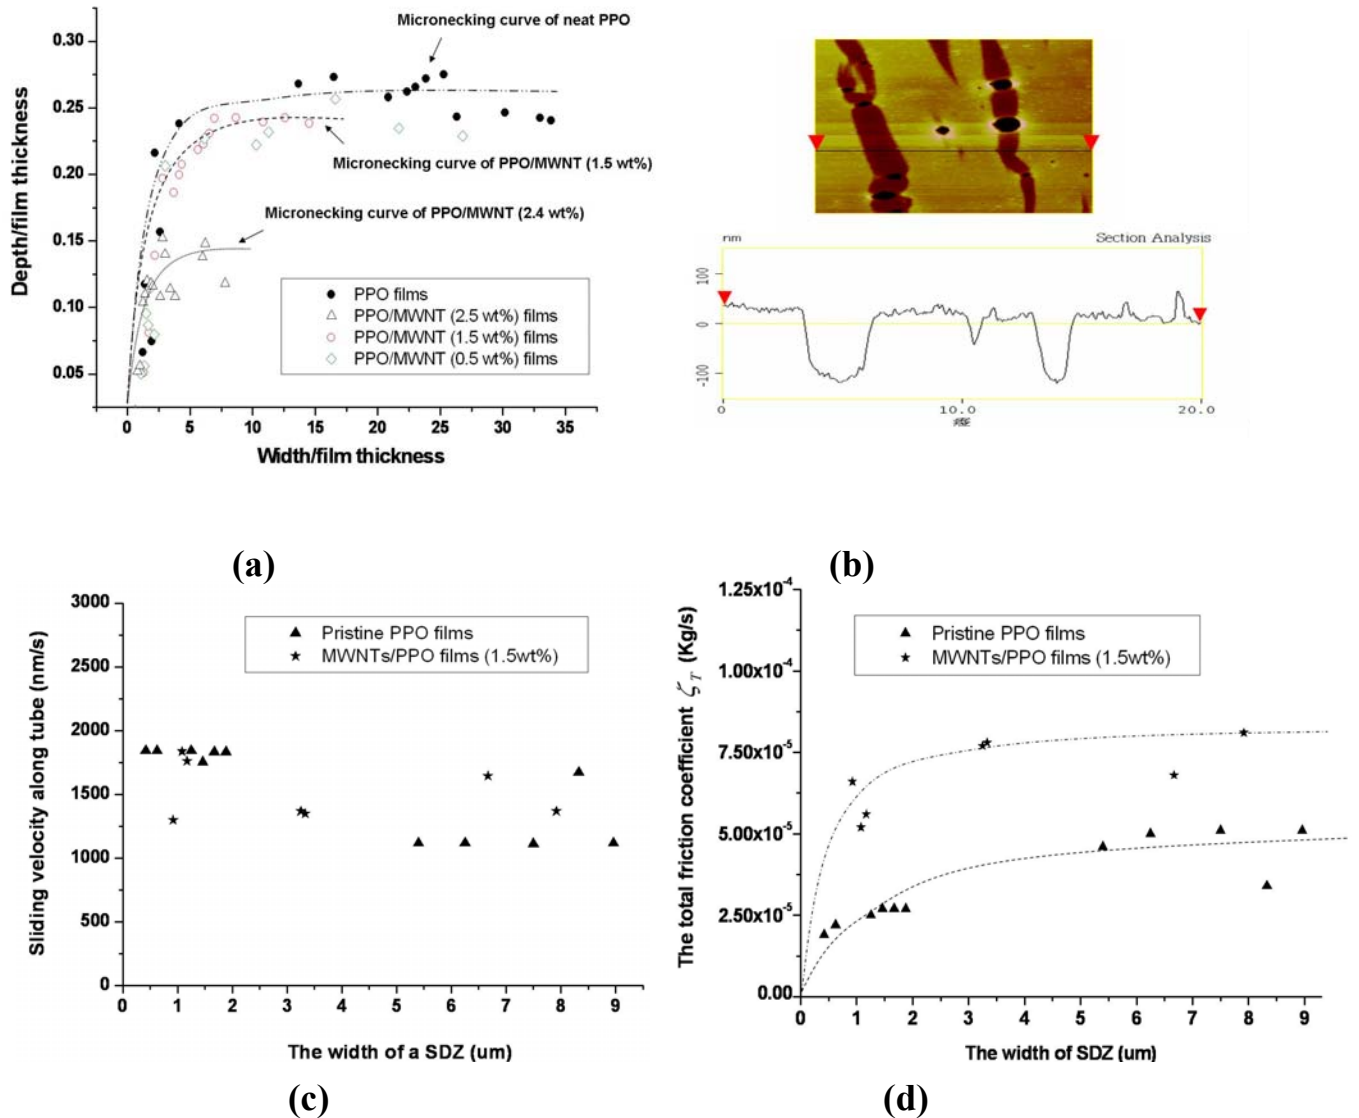 Micronecking curve of neat PPO
0.30
0.25
0.20
0.15
0.10
0.05
Depth/film thickness
Micronecking curve of PPO/MWNT (1.5 wt%)
Micronecking curve of PPO/MWNT (2.4 wt%)
PPO films
PPO/MWNT (2.5 wt%) films
PPO/MWNT (1.5 wt%) films
PPO/MWNT (0.5 wt%) films
0 5 10 15 20 25 30 35
Width/film thickness
(a)
nm
Section Analysis
100
0
-100
0 10.0 20.0
(b)
3000
2500
2000
1500
1000
500
0
Sliding velocity along tube (nm/s)
Pristine PPO films
MWNTs/PPO films (1.5wt%)
0 1 2 3 4 5 6 7 8 9
The width of a SDZ (um)
(c)
1.25x10-4
1.00x10-4
7.50x10-5
5.00x10-5
2.50x10-5
0.00
The total friction coefficient ζT (Kg/s)
Pristine PPO films
MWNTs/PPO films (1.5wt%)
0 1 2 3 4 5 6 7 8 9
The width of SDZ (um)
(d)